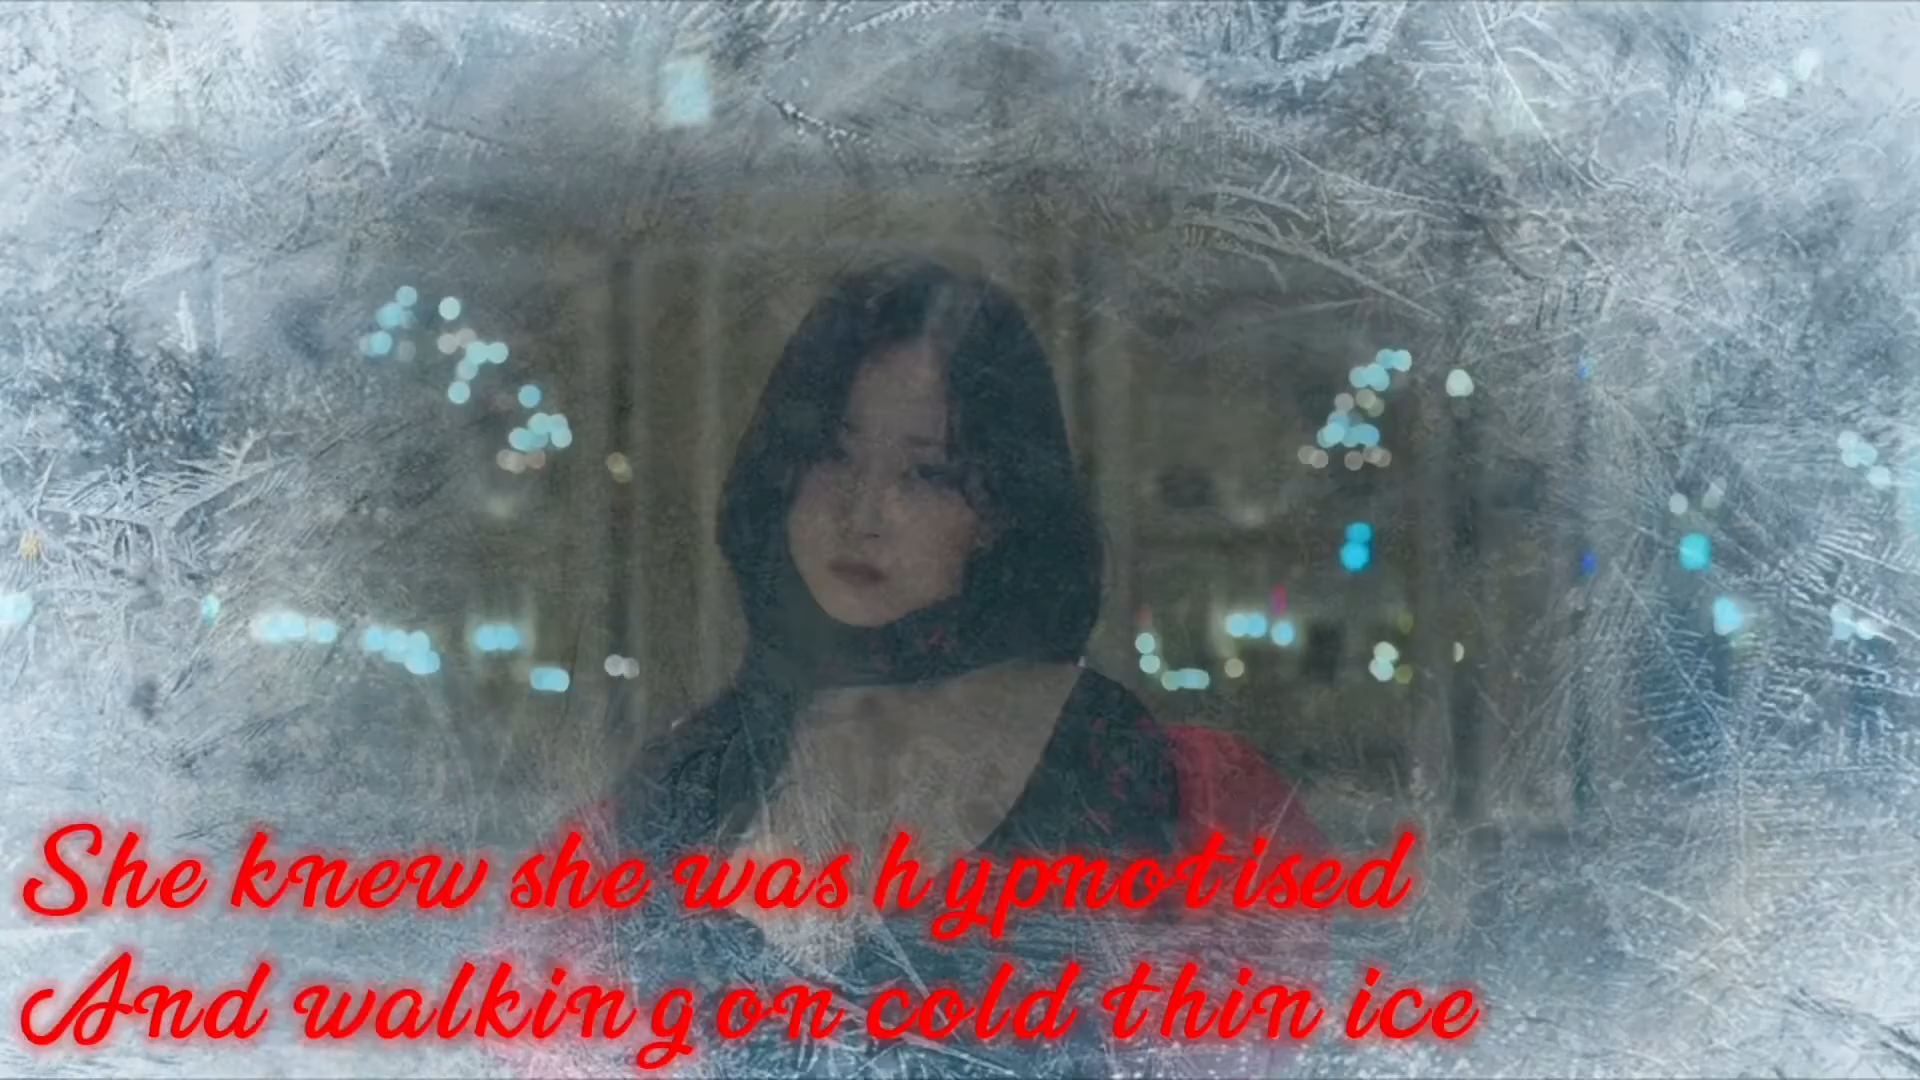 She knew she was hypnotised
And walking on cold thin ice